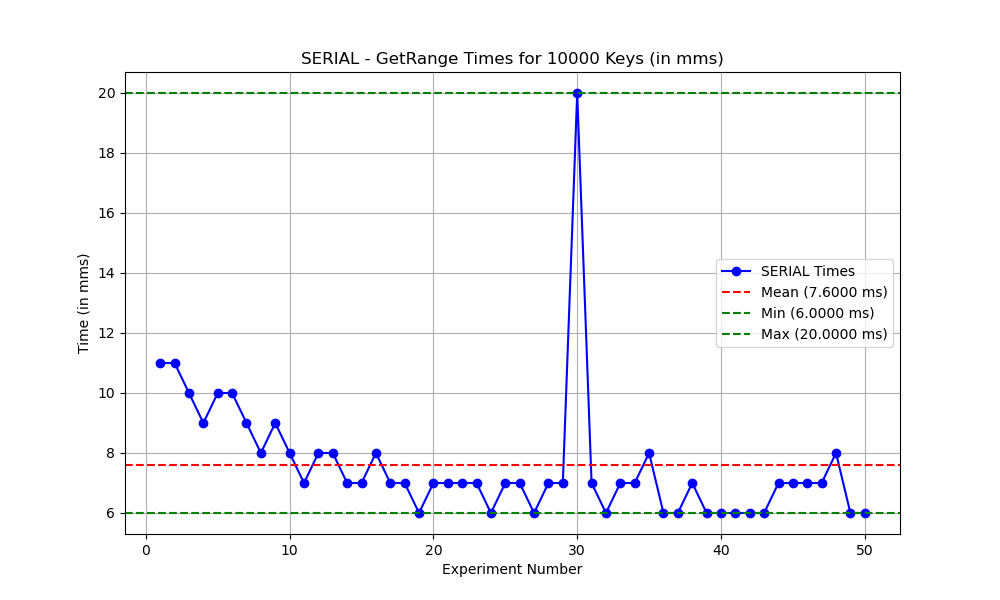 SERIAL - GetRange Times for 10000 Keys (in mms)
Time (in mms)
20
18
16
14
12
10
8
6
SERIAL Times
Mean (7.6000 ms)
Min (6.0000 ms)
Max (20.0000 ms)
0 10 20 30 40 50
Experiment Number